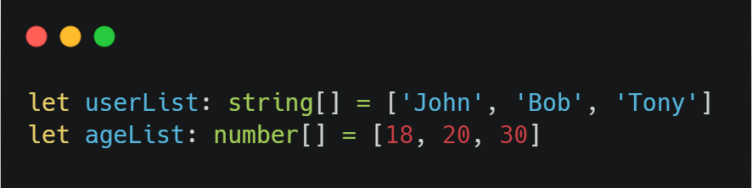 let userList: string[] = ['John', 'Bob', 'Tony']
let ageList: number[] = [18, 20, 30]